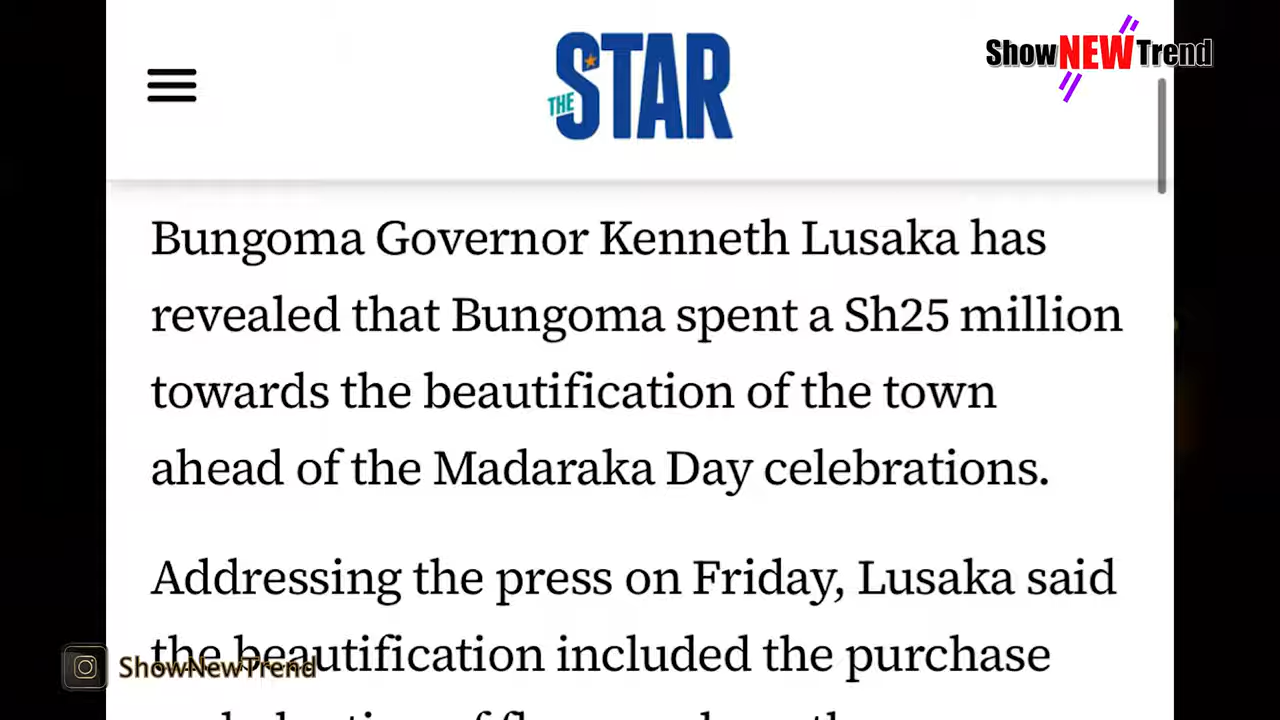 THE STAR
ShowNEWTrend
Bungoma Governor Kenneth Lusaka has
revealed that Bungoma spent a Sh25 million
towards the beautification of the town
ahead of the Madaraka Day celebrations.
Addressing the press on Friday, Lusaka said
the beautification included the purchase
ShowNewTrend